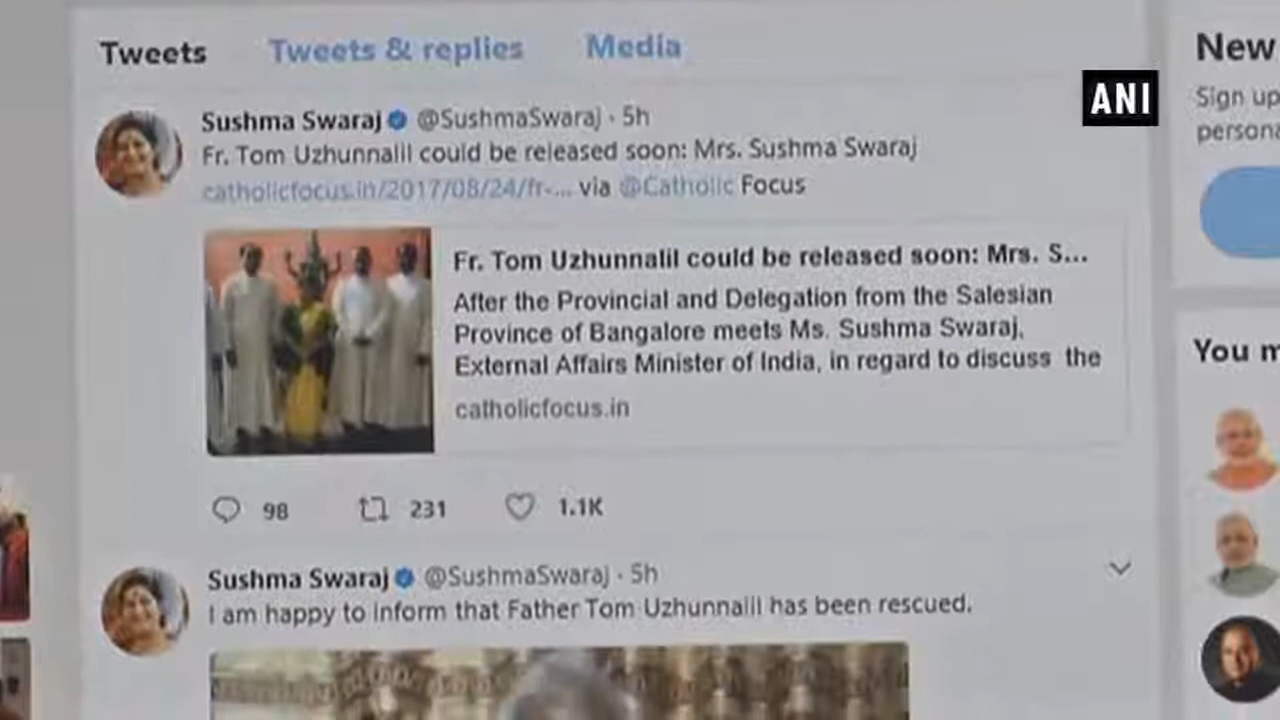 Tweets Tweets & replies Media
New
ANI
Sign up
persona
Sushma Swaraj @SushmaSwaraj · 5h
Fr. Tom Uzhunnalil could be released soon: Mrs. Sushma Swaraj
catholicfocus.in/2017/08/24/fr-... via @Catholic Focus
Fr. Tom Uzhunnalil could be released soon: Mrs. S...
After the Provincial and Delegation from the Salesian
Province of Bangalore meets Ms. Sushma Swaraj,
External Affairs Minister of India, in regard to discuss the
catholicfocus.in
You m
98 231 1.1K
Sushma Swaraj @SushmaSwaraj · 5h
I am happy to inform that Father Tom Uzhunnalil has been rescued.